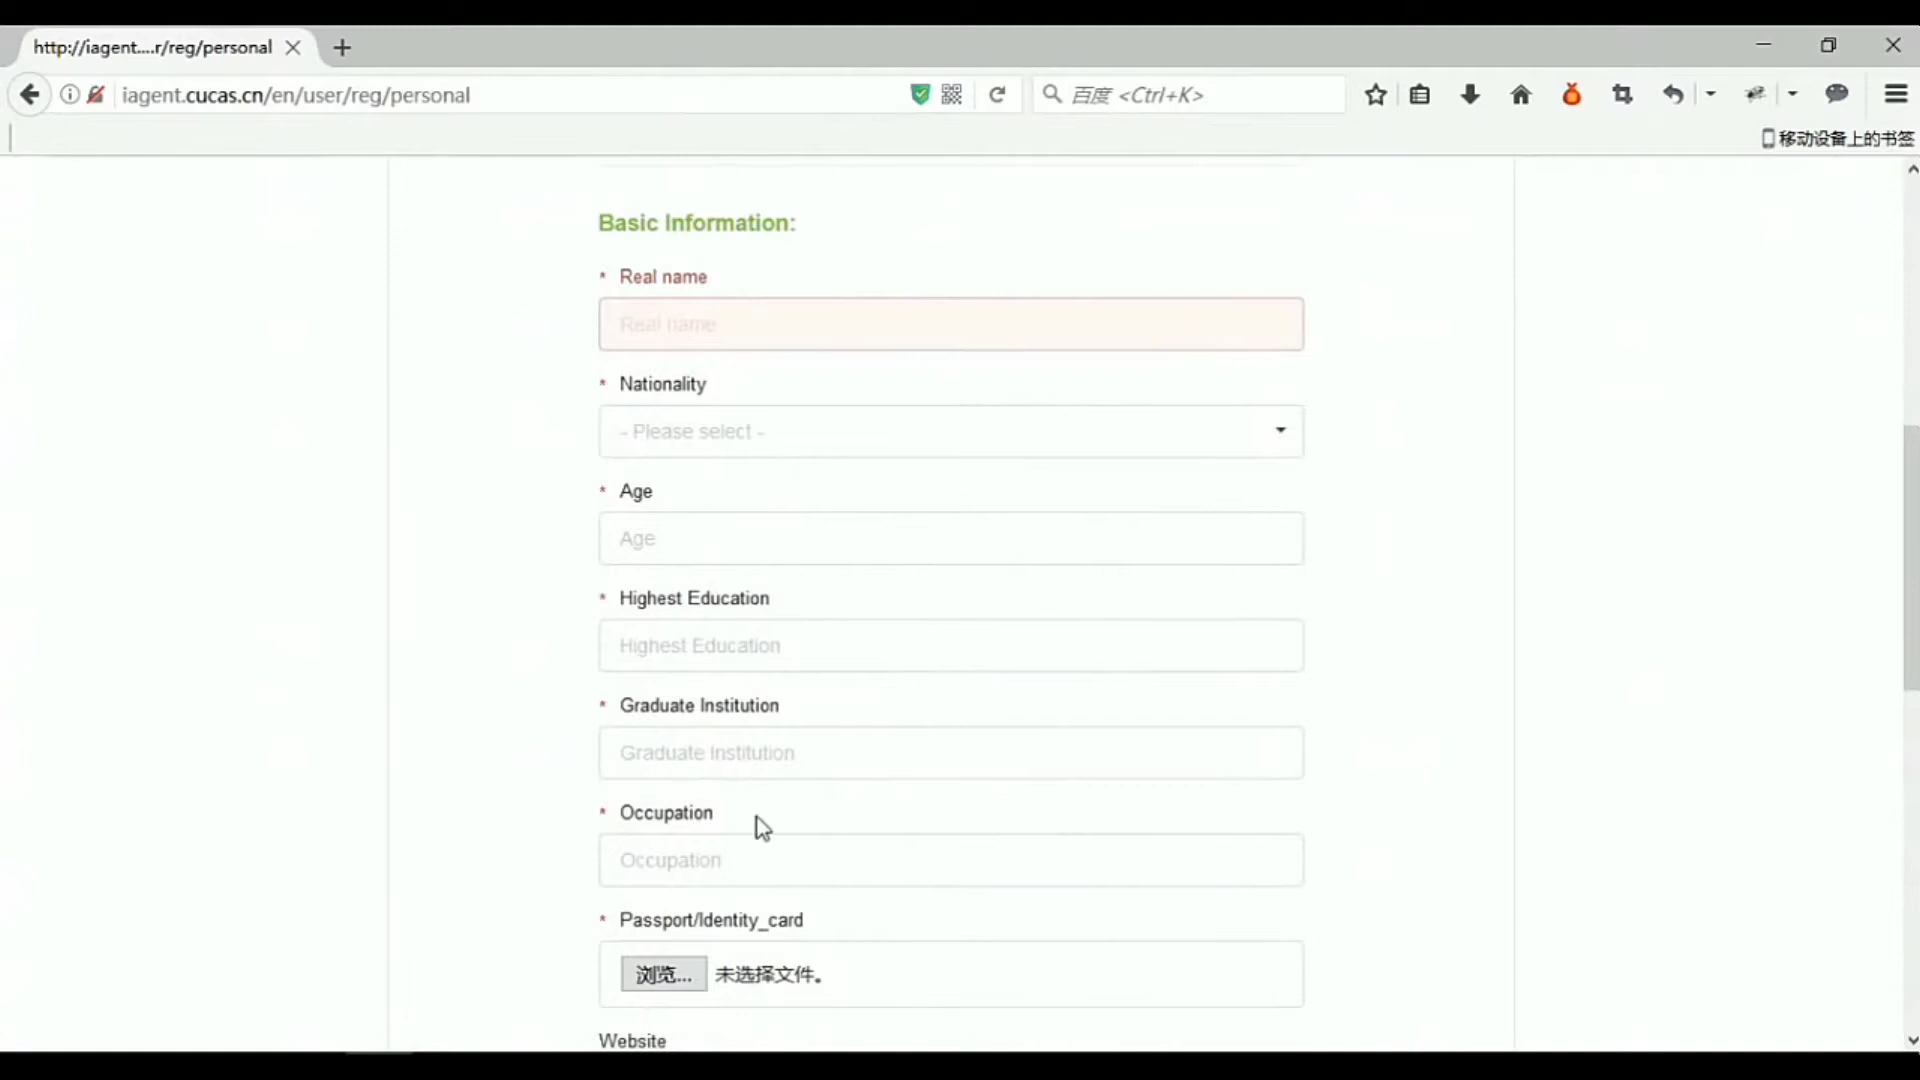 http://iagent....r/reg/personal
iagent.cucas.cn/en/user/reg/personal
百度 <Ctrl+K>
移动设备上的书签
Basic Information:
* Real name
Real name
* Nationality
- Please select -
* Age
Age
* Highest Education
Highest Education
* Graduate Institution
Graduate Institution
* Occupation
Occupation
* Passport/Identity_card
浏览... 未选择文件。
Website